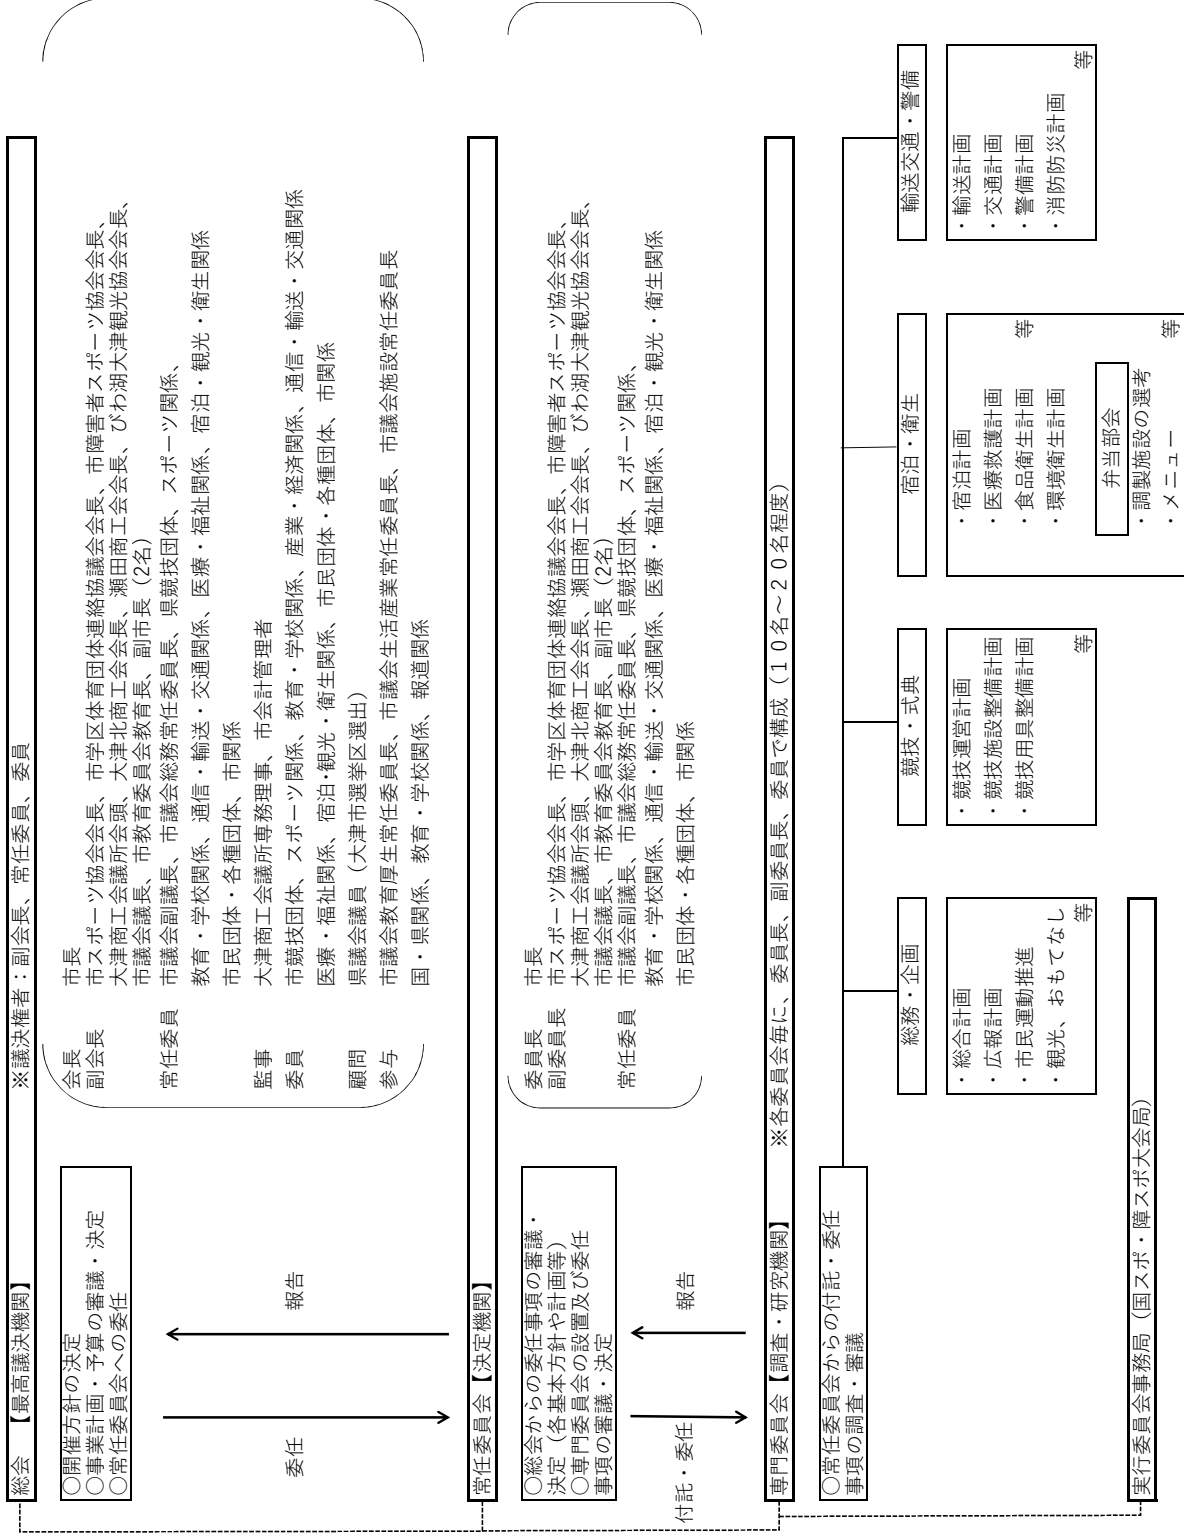 総会　【最高議決機関】　※議決権者：副会長、常任委員、委員
○開催方針の決定
○事業計画・予算の審議・決定
○常任委員会への委任
会長　市長
副会長　市スポーツ協会会長、市学区体育団体連絡協議会会長、市障害者スポーツ協会会長、
大津商工会議所会頭、大津北商工会会長、瀬田商工会会長、びわ湖大津観光協会会長、
市議会議長、市教育委員会教育長、副市長（2名）
常任委員　市議会副議長、市議会総務常任委員長、県競技団体、スポーツ関係、
教育・学校関係、通信・輸送・交通関係、医療・福祉関係、宿泊・観光・衛生関係
市民団体・各種団体、市関係
監事　大津商工会議所専務理事、市会計管理者
委員　市競技団体、スポーツ関係、教育・学校関係、産業・経済関係、通信・輸送・交通関係
医療・福祉関係、宿泊・観光・衛生関係、市民団体・各種団体、市関係
顧問　県議会議員（大津市選挙区選出）
参与　市議会教育厚生常任委員長、市議会生活産業常任委員長、市議会施設常任委員長
国・県関係、教育・学校関係、報道関係
委任
報告
常任委員会【決定機関】
○総会からの委任事項の審議・
決定（各基本方針や計画等）
○専門委員会の設置及び委任
事項の審議・決定
委員長　市長
副委員長　市スポーツ協会会長、市学区体育団体連絡協議会会長、市障害者スポーツ協会会長、
大津商工会議所会頭、大津北商工会会長、瀬田商工会会長、びわ湖大津観光協会会長、
市議会議長、市教育委員会教育長、副市長（2名）
常任委員　市議会副議長、市議会総務常任委員長、県競技団体、スポーツ関係、
教育・学校関係、通信・輸送・交通関係、医療・福祉関係、宿泊・観光・衛生関係
市民団体・各種団体、市関係
付託・委任
報告
専門委員会【調査・研究機関】　※各委員会毎に、委員長、副委員長、委員で構成（１０名～２０名程度）
○常任委員会からの付託・委任
事項の調査・審議
総務・企画
・総合計画
・広報計画
・市民運動推進
・観光、おもてなし
等
競技・式典
・競技運営計画
・競技施設整備計画
・競技用具整備計画
等
宿泊・衛生
・宿泊計画
・医療救護計画
・食品衛生計画　等
・環境衛生計画
弁当部会
・調製施設の選考
・メニュー　等
輸送交通・警備
・輸送計画
・交通計画
・警備計画
・消防防災計画
等
実行委員会事務局（国スポ・障スポ大会局）